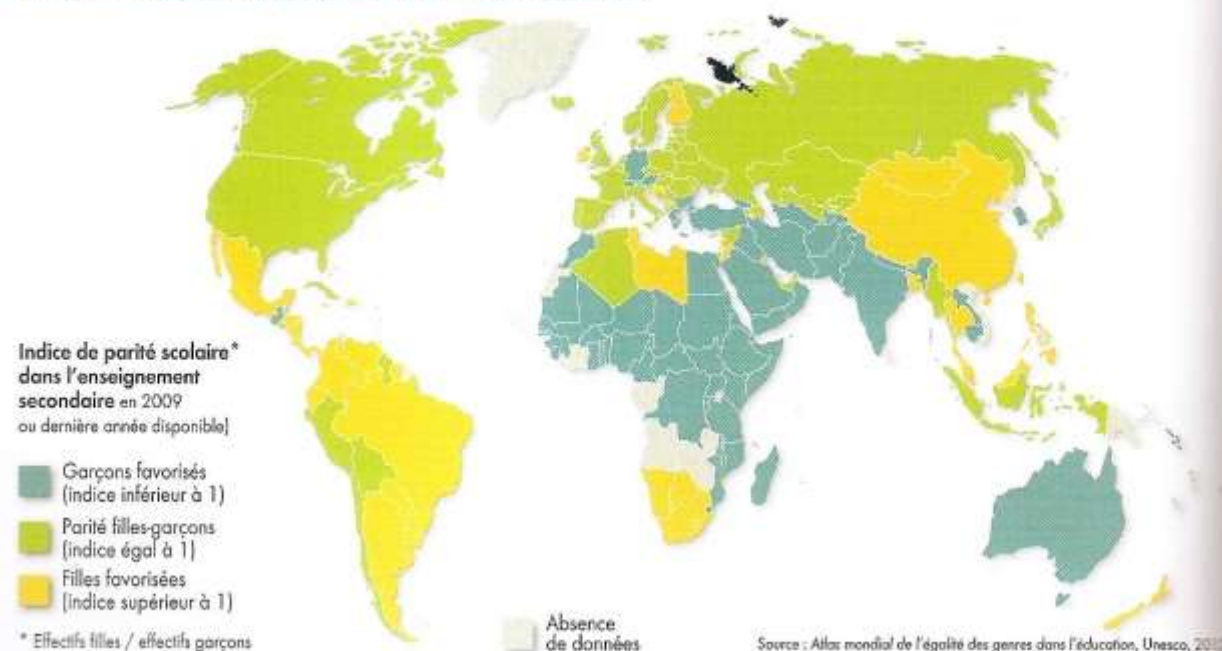 Indice de parité scolaire*
dans l'enseignement
secondaire en 2009
ou dernière année disponible)
Garçons favorisés
(indice inférieur à 1)
Parité filles-garçons
(indice égal à 1)
Filles favorisées
(indice supérieur à 1)
* Effectifs filles / effectifs garçons
Absence
de données
Source : Atlas mondial de l'égalité des genres dans l'éducation, Unesco,